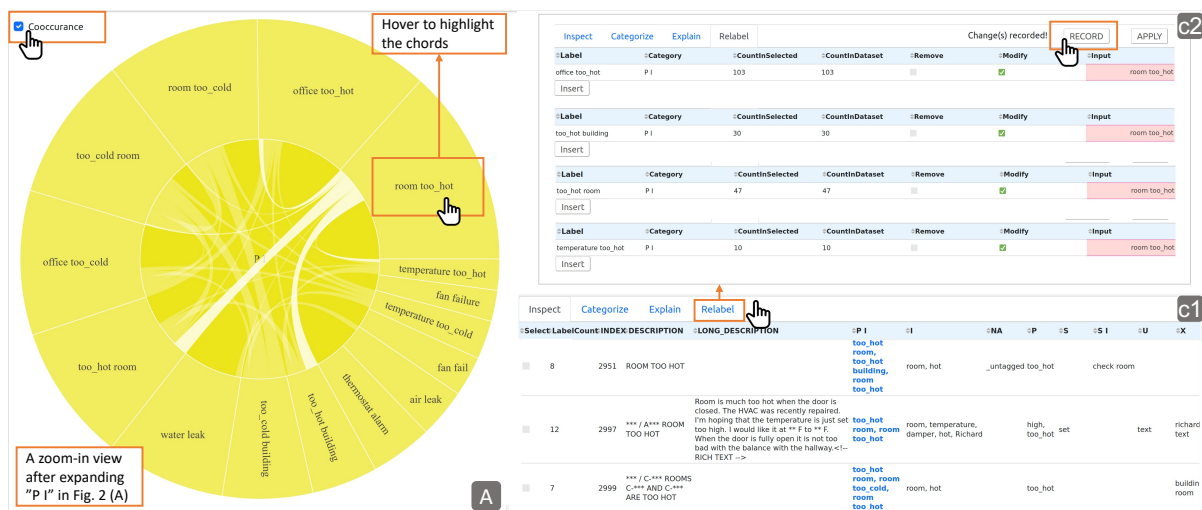 Cooccurance
Hover to highlight
the chords
room too_cold
office too_hot
too_cold room
room too_hot
office too_cold
P I
temperature too_hot
fan failure
temperature too_cold
too_hot room
fan fail
air leak
thermostat alarm
too_hot building
too_cold building
water leak
A zoom-in view
after expanding
”P I” in Fig. 2 (A)
A
c2
Inspect Categorize Explain Relabel Change(s) recorded! RECORD APPLY
Label Category CountInSelected CountInDataset Remove Modify Input
office too_hot P I 103 103 room too_hot
Insert
Label Category CountInSelected CountInDataset Remove Modify Input
too_hot building P I 30 30 room too_hot
Insert
Label Category CountInSelected CountInDataset Remove Modify Input
too_hot room P I 47 47 room too_hot
Insert
Label Category CountInSelected CountInDataset Remove Modify Input
temperature too_hot P I 10 10 room too_hot
Insert
c1
Inspect Categorize Explain Relabel
Select LabelCount INDEX DESCRIPTION LONG_DESCRIPTION P I I NA P S S I U X
too_hot
room,
too_hot
8 2951 ROOM TOO HOT building, room, hot _untagged too_hot check room
room
too_hot
Room is much too hot when the door is
closed. The HVAC was recently repaired.
I'm hoping that the temperature is just set
too high. I would like it at ** F to ** F.
When the door is fully open it is not too
bad with the balance with the hallway.<!--
RICH TEXT -->
12 2997 *** / A*** ROOM
TOO HOT
too_hot
room, room
too_hot
room, temperature,
damper, hot, Richard
high,
too_hot
set
text
richard
text
7 2999 *** / C-*** ROOMS
C-*** AND C-***
ARE TOO HOT
too_hot
room, room
too_cold,
room
too_hot
room, hot
too_hot
buildin
room